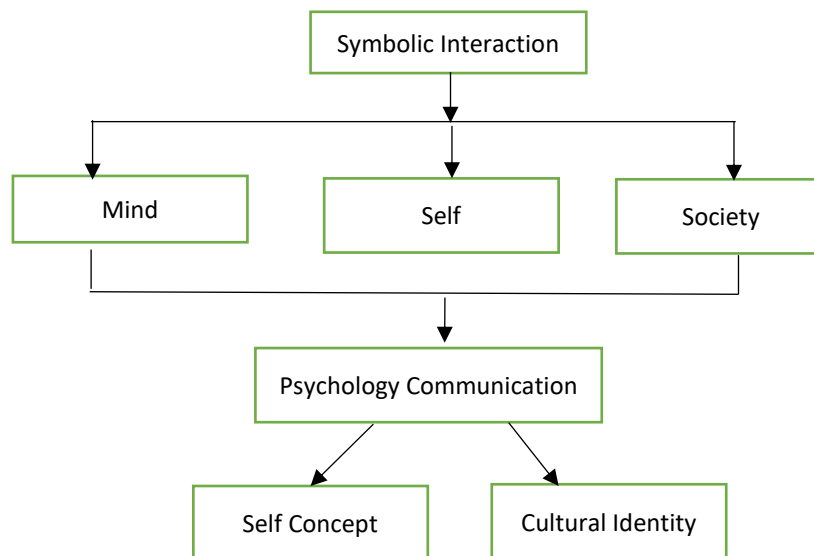 Symbolic Interaction
Mind
Self
Society
Psychology Communication
Self Concept
Cultural Identity